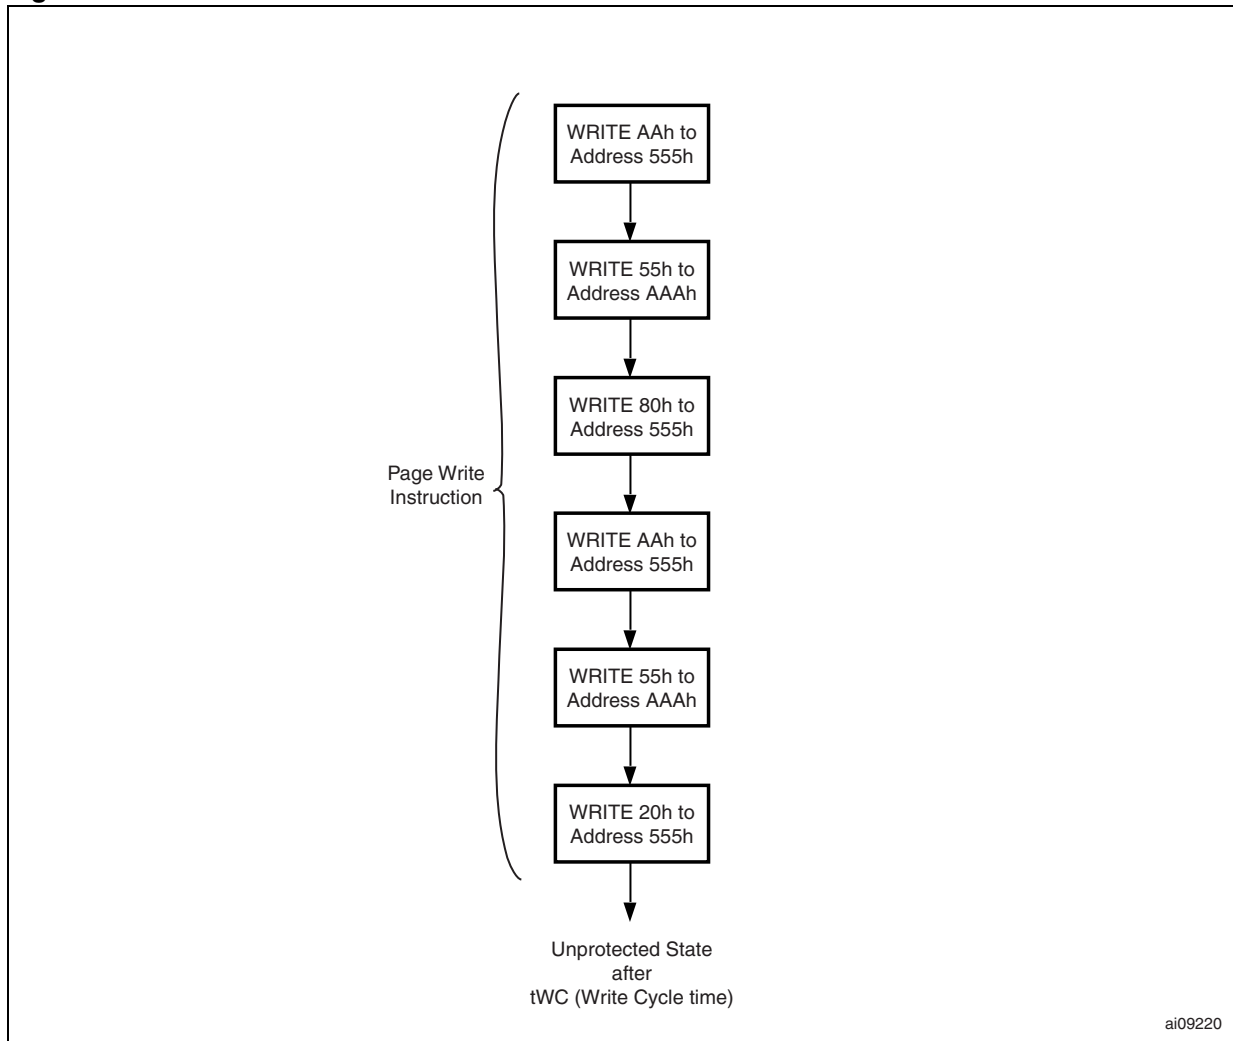 WRITE AAh to
Address 555h
WRITE 55h to
Address AAAh
WRITE 80h to
Address 555h
Page Write
Instruction
WRITE AAh to
Address 555h
WRITE 55h to
Address AAAh
WRITE 20h to
Address 555h
Unprotected State
after
tWC (Write Cycle time)
ai09220